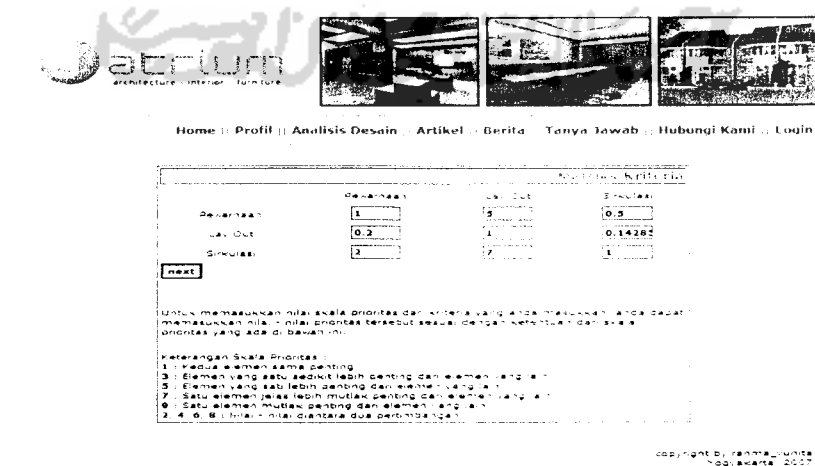 atrium
architecture interior furniture
Home :: Profil :: Analisis Desain :: Artikel :: Berita Tanya Jawab :: Hubungi Kami :: Login
Matriks Kriteria
Pewarnaan Lay Out Sirkulasi
Pewarnaan 1 5 0.5
Lay Out 0.2 1 0.1428
Sirkulasi 2 7 1
next
Untuk memasukkan nilai skala prioritas dari kriteria yang anda masukkan, anda dapat
memasukkan nilai - nilai prioritas tersebut sesuai dengan ketentuan dari skala
prioritas yang ada di bawah ini.
Keterangan Skala Prioritas :
1 : Kedua elemen sama penting
3 : Elemen yang satu sedikit lebih penting dari elemen yang lain
5 : Elemen yang satu lebih penting dari elemen yang lain
7 : Satu elemen jelas lebih mutlak penting dari elemen yang lain
9 : Satu elemen mutlak penting dari elemen yang lain
2, 4, 6, 8 : Nilai - nilai diantara dua pertimbangan
copyright by rahma_yunita
Yogyakarta 2007